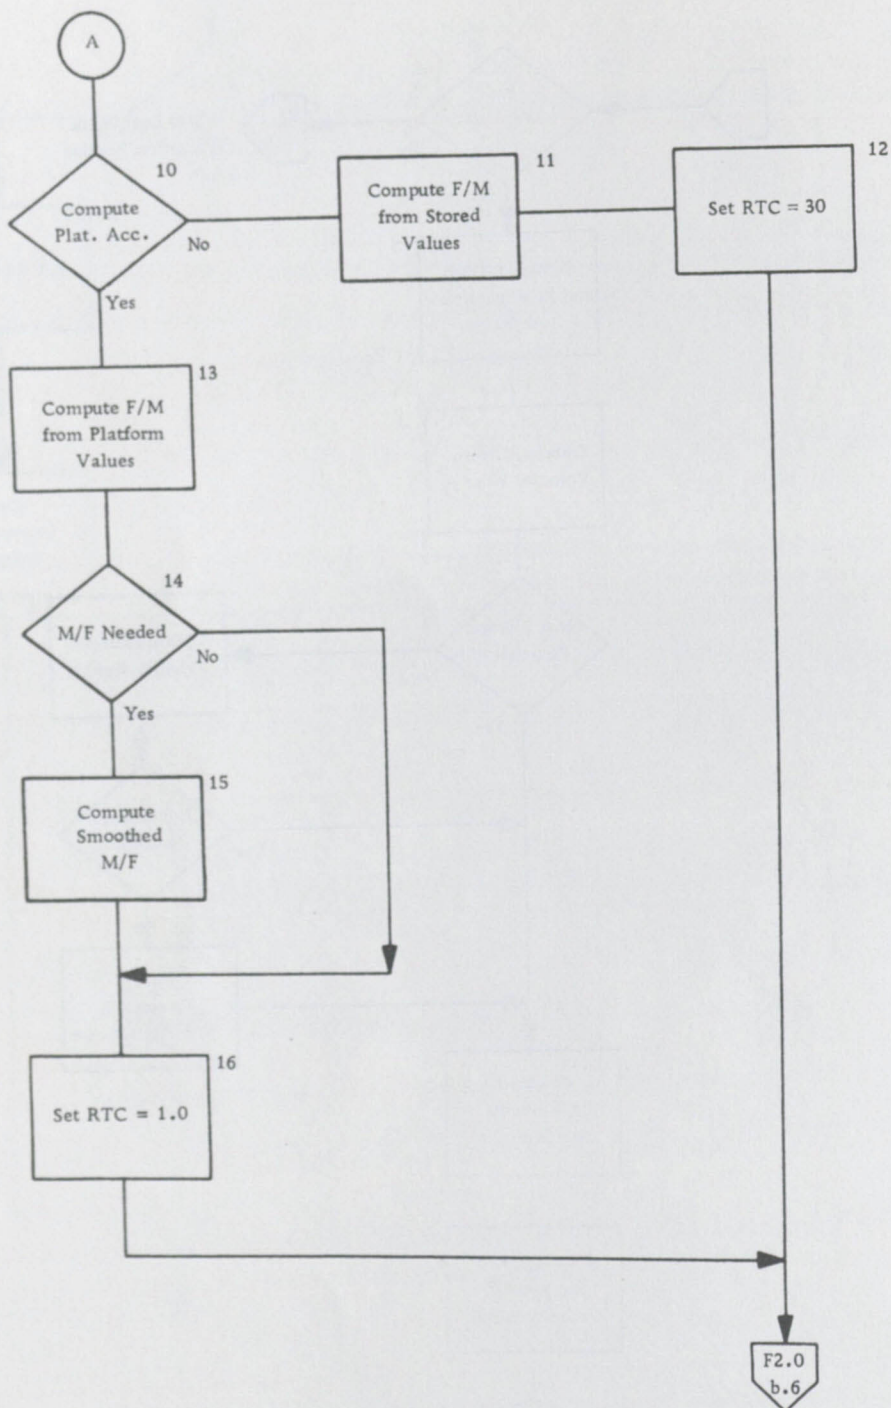 A
10
Compute
Plat. Acc.
No
Yes
11
Compute F/M
from Stored
Values
12
Set RTC = 30
13
Compute F/M
from Platform
Values
14
M/F Needed
No
Yes
15
Compute
Smoothed
M/F
16
Set RTC = 1.0
F2.0
b.6